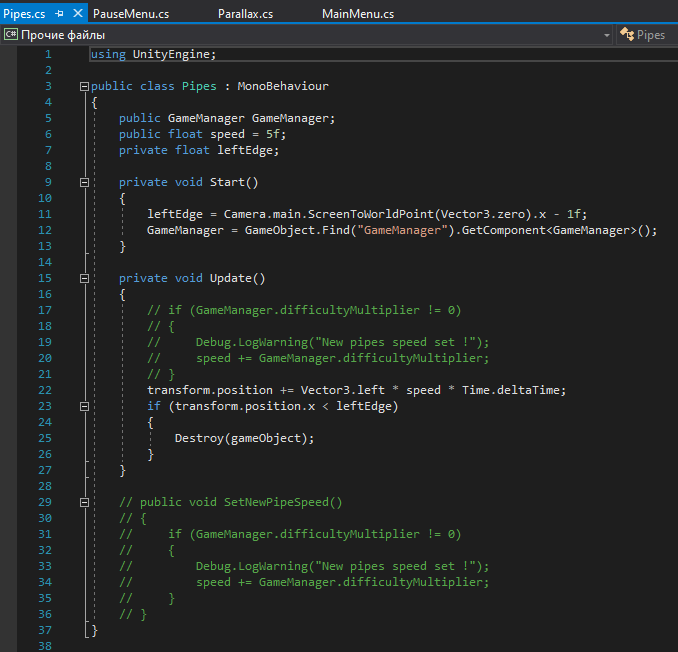 Pipes.cs PauseMenu.cs Parallax.cs MainMenu.cs
C# Прочие файлы Pipes
1 using UnityEngine;
2
3 public class Pipes : MonoBehaviour
4 {
5 public GameManager GameManager;
6 public float speed = 5f;
7 private float leftEdge;
8
9 private void Start()
10 {
11 leftEdge = Camera.main.ScreenToWorldPoint(Vector3.zero).x - 1f;
12 GameManager = GameObject.Find("GameManager").GetComponent<GameManager>();
13 }
14
15 private void Update()
16 {
17 // if (GameManager.difficultyMultiplier != 0)
18 // {
19 // Debug.LogWarning("New pipes speed set !");
20 // speed += GameManager.difficultyMultiplier;
21 // }
22 transform.position += Vector3.left * speed * Time.deltaTime;
23 if (transform.position.x < leftEdge)
24 {
25 Destroy(gameObject);
26 }
27 }
28
29 // public void SetNewPipeSpeed()
30 // {
31 // if (GameManager.difficultyMultiplier != 0)
32 // {
33 // Debug.LogWarning("New pipes speed set !");
34 // speed += GameManager.difficultyMultiplier;
35 // }
36 // }
37 }
38